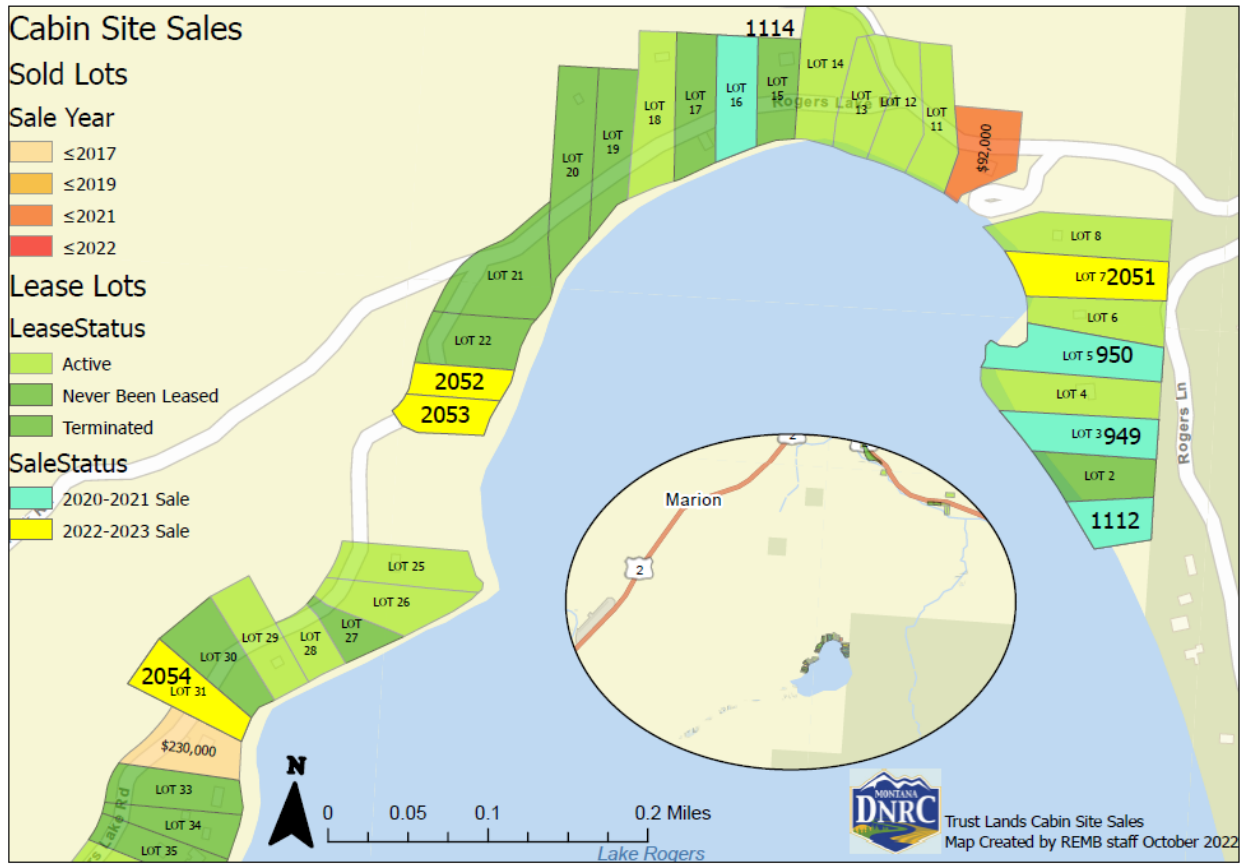 Cabin Site Sales
Sold Lots
Sale Year
≤2017
≤2019
≤2021
≤2022
Lease Lots
LeaseStatus
Active
Never Been Leased
Terminated
SaleStatus
2020-2021 Sale
2022-2023 Sale
1114
LOT 14
LOT
13
LOT 12
LOT
11
$92,000
LOT
15
LOT
16
LOT
17
LOT
18
LOT
19
LOT
20
Rogers Lake
LOT 21
LOT 22
2052
2053
LOT 8
LOT 7 2051
LOT 6
LOT 5 950
LOT 4
LOT 3 949
LOT 2
1112
Rogers Ln
LOT 25
LOT 26
LOT
27
LOT
28
LOT 29
LOT 30
2054
LOT 31
$230,000
LOT 33
LOT 34
LOT 35
Lake Rd
2
Marion
2
N
0 0.05 0.1 0.2 Miles
Lake Rogers
MONTANA
DNRC
Trust Lands Cabin Site Sales
Map Created by REMB staff October 2022